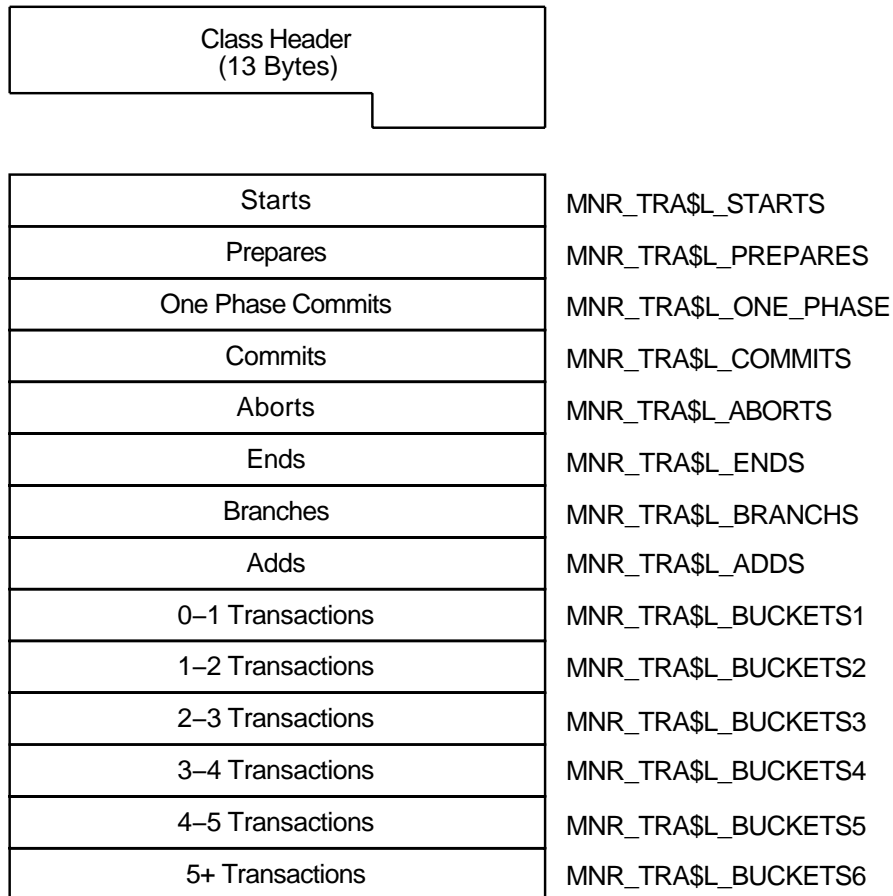 Class Header
(13 Bytes)
Starts MNR_TRA$L_STARTS
Prepares MNR_TRA$L_PREPARES
One Phase Commits MNR_TRA$L_ONE_PHASE
Commits MNR_TRA$L_COMMITS
Aborts MNR_TRA$L_ABORTS
Ends MNR_TRA$L_ENDS
Branches MNR_TRA$L_BRANCHS
Adds MNR_TRA$L_ADDS
0–1 Transactions MNR_TRA$L_BUCKETS1
1–2 Transactions MNR_TRA$L_BUCKETS2
2–3 Transactions MNR_TRA$L_BUCKETS3
3–4 Transactions MNR_TRA$L_BUCKETS4
4–5 Transactions MNR_TRA$L_BUCKETS5
5+ Transactions MNR_TRA$L_BUCKETS6